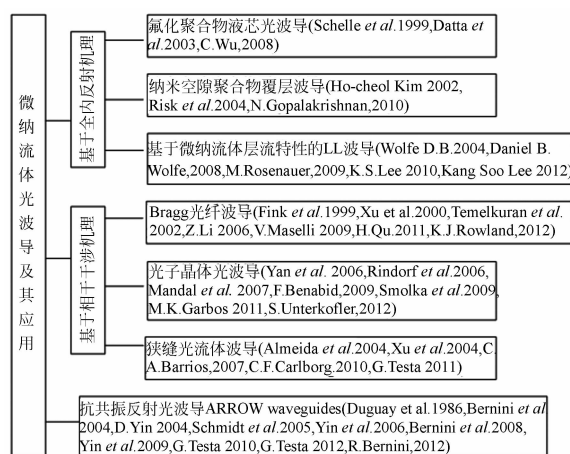 微纳流体光波导及其应用
基于全内反射机理
氟化聚合物液芯光波导(Schelle et al.1999,Datta et
al.2003,C.Wu,2008)
纳米空隙聚合物覆层波导(Ho-cheol Kim 2002,
Risk et al.2004,N.Gopalakrishnan,2010)
基于微纳流体层流特性的LL波导(Wolfe D.B.2004,Daniel B.
Wolfe,2008,M.Rosenauer,2009,K.S.Lee 2010,Kang Soo Lee 2012)
基于相干干涉机理
Bragg光纤波导(Fink et al.1999,Xu et al.2000,Temelkuran et al.
2002,Z.Li 2006,V.Maselli 2009,H.Qu.2011,K.J.Rowland,2012)
光子晶体光波导(Yan et al. 2006,Rindorf et al.2006,
Mandal et al. 2007,F.Benabid,2009,Smolka et al.2009,
M.K.Garbos 2011,S.Unterkofler,2012)
狭缝光流体波导(Almeida et al.2004,Xu et al.2004,C.
A.Barrios,2007,C.F.Carlborg.2010,G.Testa 2011)
抗共振反射光波导ARROW waveguides(Duguay et al.1986,Bernini et al.
2004,D.Yin 2004,Schmidt et al.2005,Yin et al.2006,Bernini et al.2008,
Yin et al.2009,G.Testa 2010,G.Testa 2012,R.Bernini,2012)